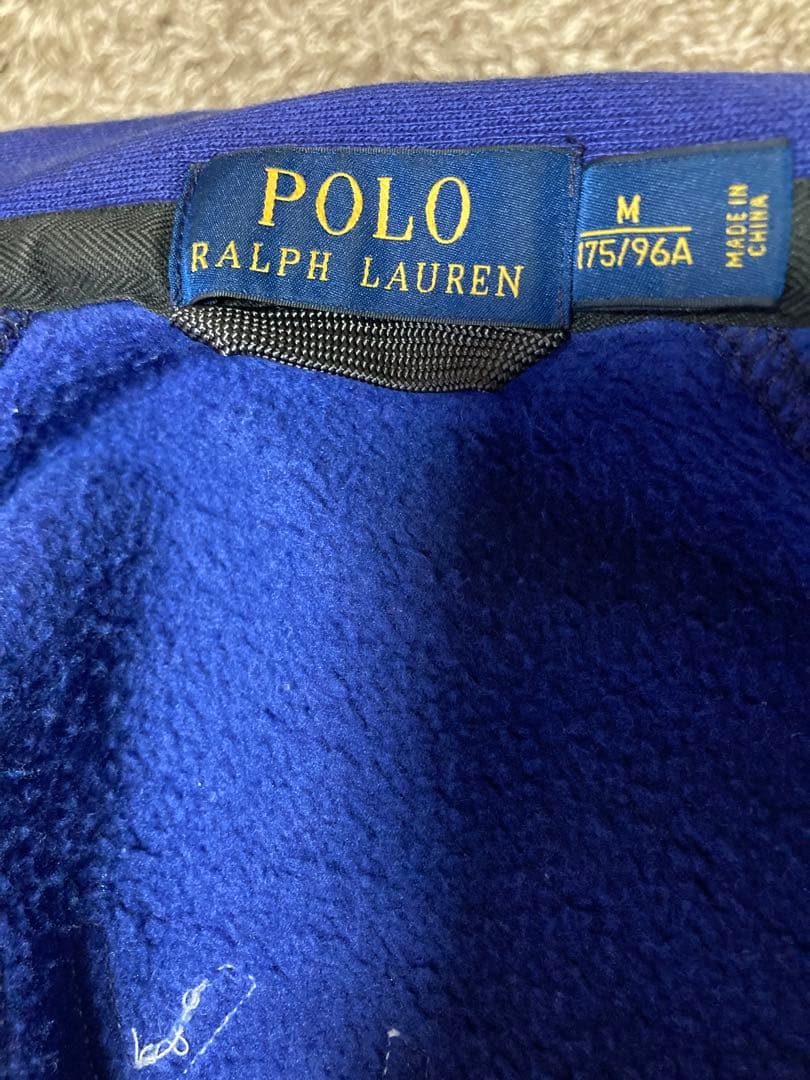 POLO
RALPH LAUREN
M
175/96A
MADE IN
CHINA